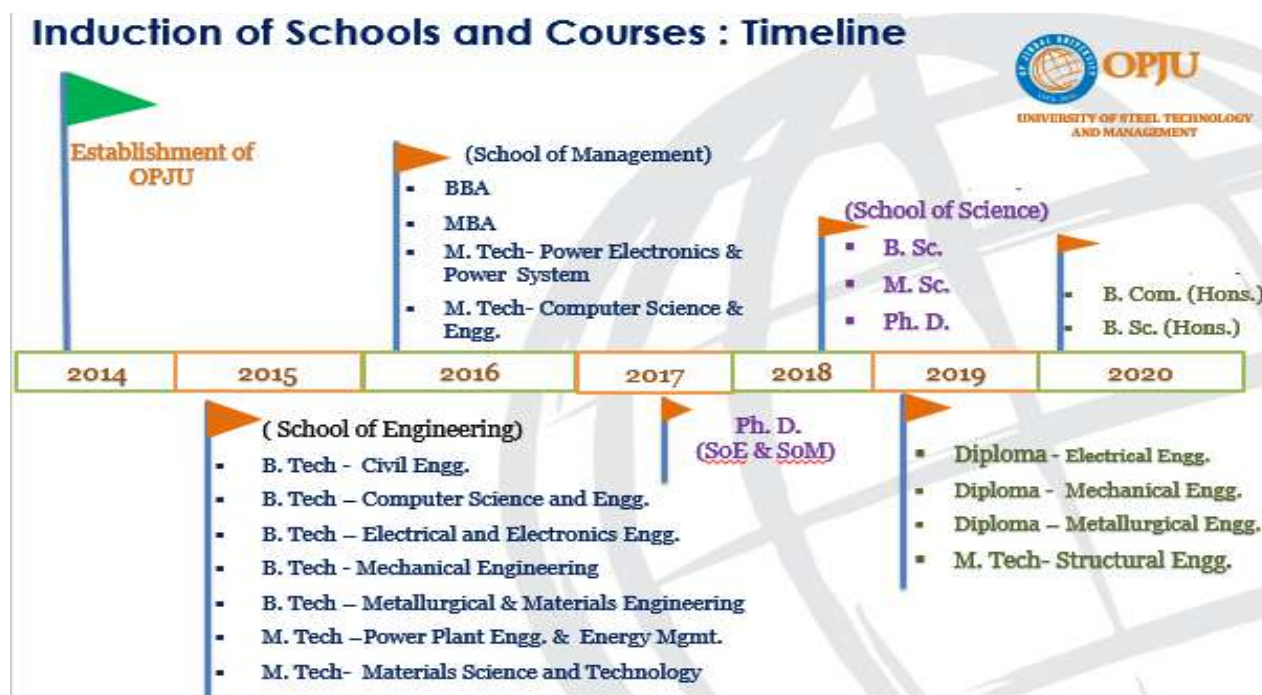 Induction of Schools and Courses : Timeline
OPJU
UNIVERSITY OF STEEL TECHNOLOGY
AND MANAGEMENT
Establishment of
OPJU
(School of Management)
▪ BBA
▪ MBA
▪ M. Tech- Power Electronics &
Power System
▪ M. Tech- Computer Science &
Engg.
(School of Science)
▪ B. Sc.
▪ M. Sc.
▪ Ph. D.
▪ B. Com. (Hons.)
▪ B. Sc. (Hons.)
2014 2015 2016 2017 2018 2019 2020
( School of Engineering)
▪ B. Tech - Civil Engg.
▪ B. Tech – Computer Science and Engg.
▪ B. Tech – Electrical and Electronics Engg.
▪ B. Tech - Mechanical Engineering
▪ B. Tech – Metallurgical & Materials Engineering
▪ M. Tech –Power Plant Engg. & Energy Mgmt.
▪ M. Tech- Materials Science and Technology
Ph. D.
(SoE & SoM)
▪ Diploma - Electrical Engg.
▪ Diploma - Mechanical Engg.
▪ Diploma – Metallurgical Engg.
▪ M. Tech- Structural Engg.